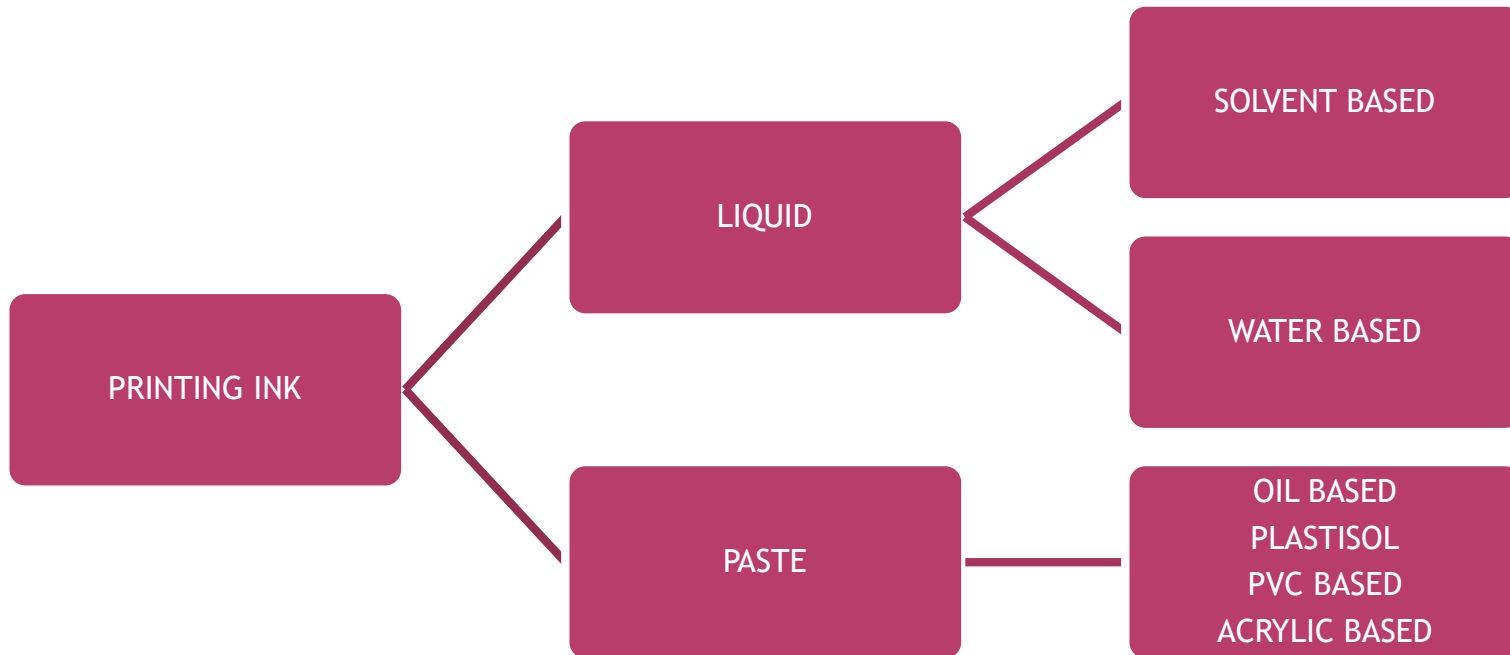 PRINTING INK
LIQUID
SOLVENT BASED
WATER BASED
PASTE
OIL BASED
PLASTISOL
PVC BASED
ACRYLIC BASED